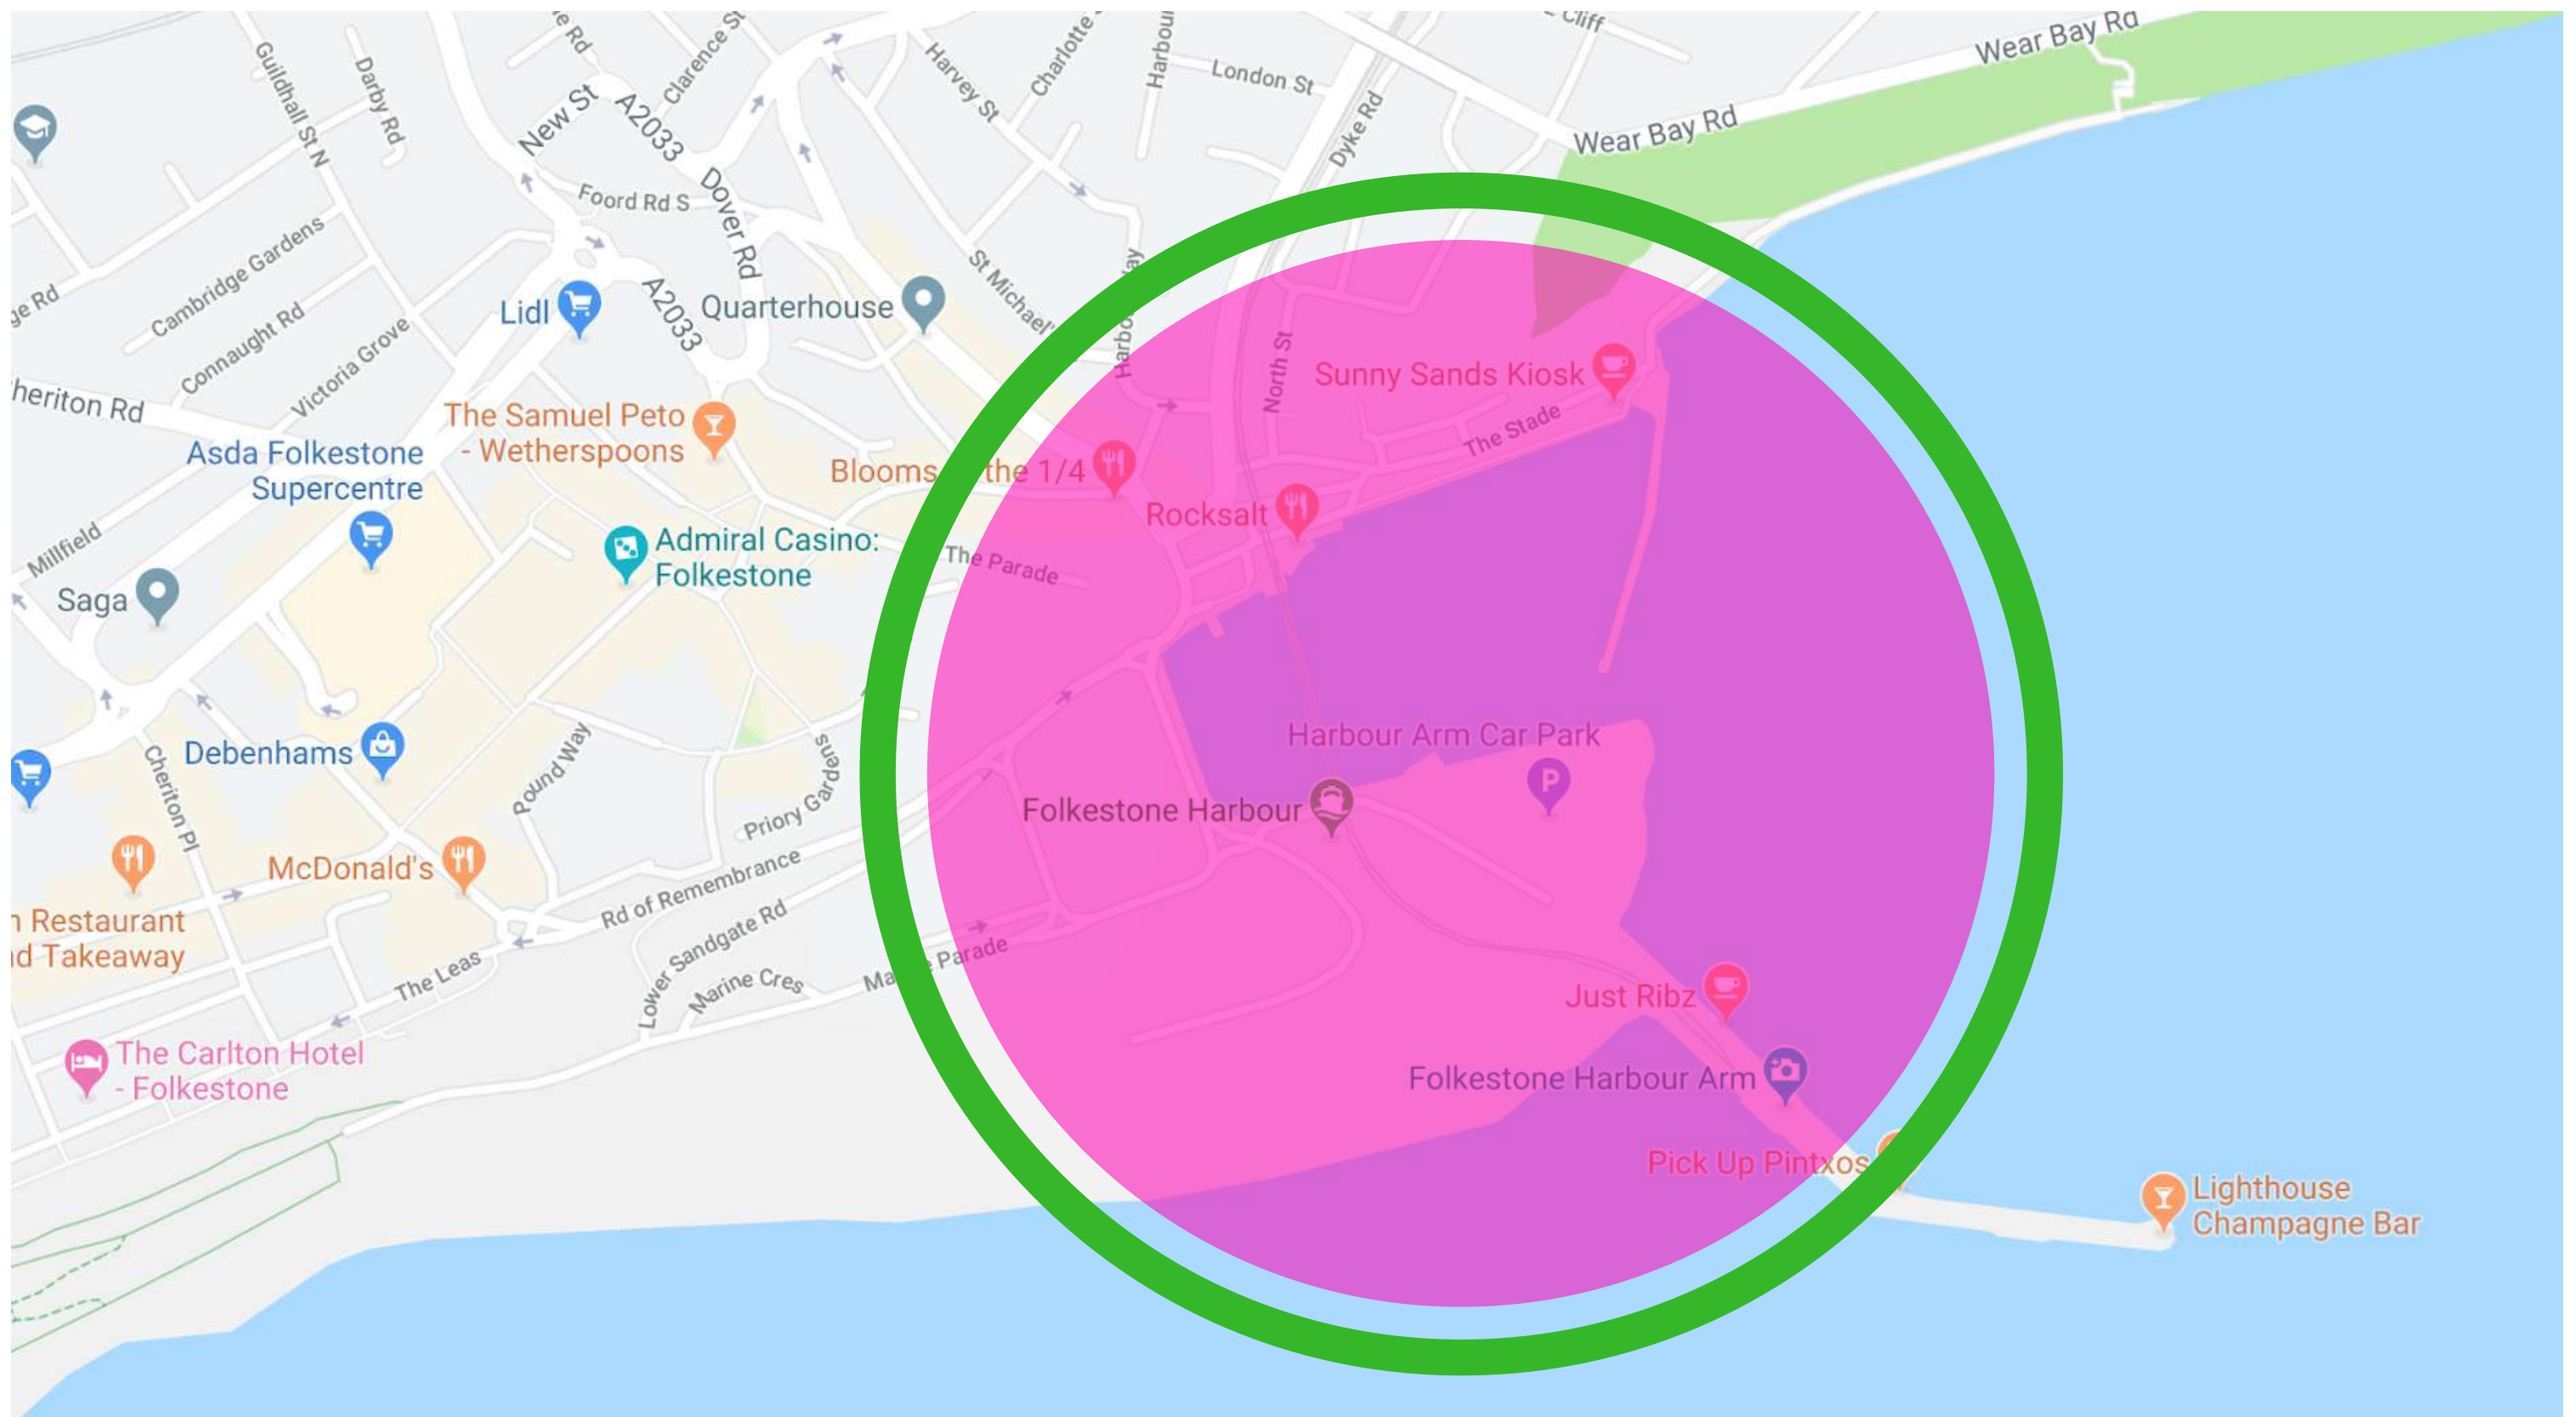 Cliff
Wear Bay Rd
Guildhall St N
Darby Rd
New St
A2033
Clarence St
Harvey St
Charlotte
Harbour
London St
Dyke Rd
Wear Bay Rd
Foord Rd S
Dover Rd
Cambridge Gardens
St Michael'
Connaught Rd
Lidl
A2033
Quarterhouse
Victoria Grove
North St
Sunny Sands Kiosk
heriton Rd
The Samuel Peto
- Wetherspoons
The Stade
Asda Folkestone
Supercentre
Blooms
the 1/4
Rocksalt
Millfield
Admiral Casino:
Folkestone
The Parade
Saga
Harbour Arm Car Park
P
Debenhams
Cheriton Pl
Pound Way
Priory Gardens
Folkestone Harbour
McDonald's
Rd of Remembrance
Restaurant
Takeaway
Lower Sandgate Rd
The Leas
Marine Cres
Parade
Just Ribz
The Carlton Hotel
- Folkestone
Folkestone Harbour Arm
Pick Up Pintxos
Lighthouse
Champagne Bar